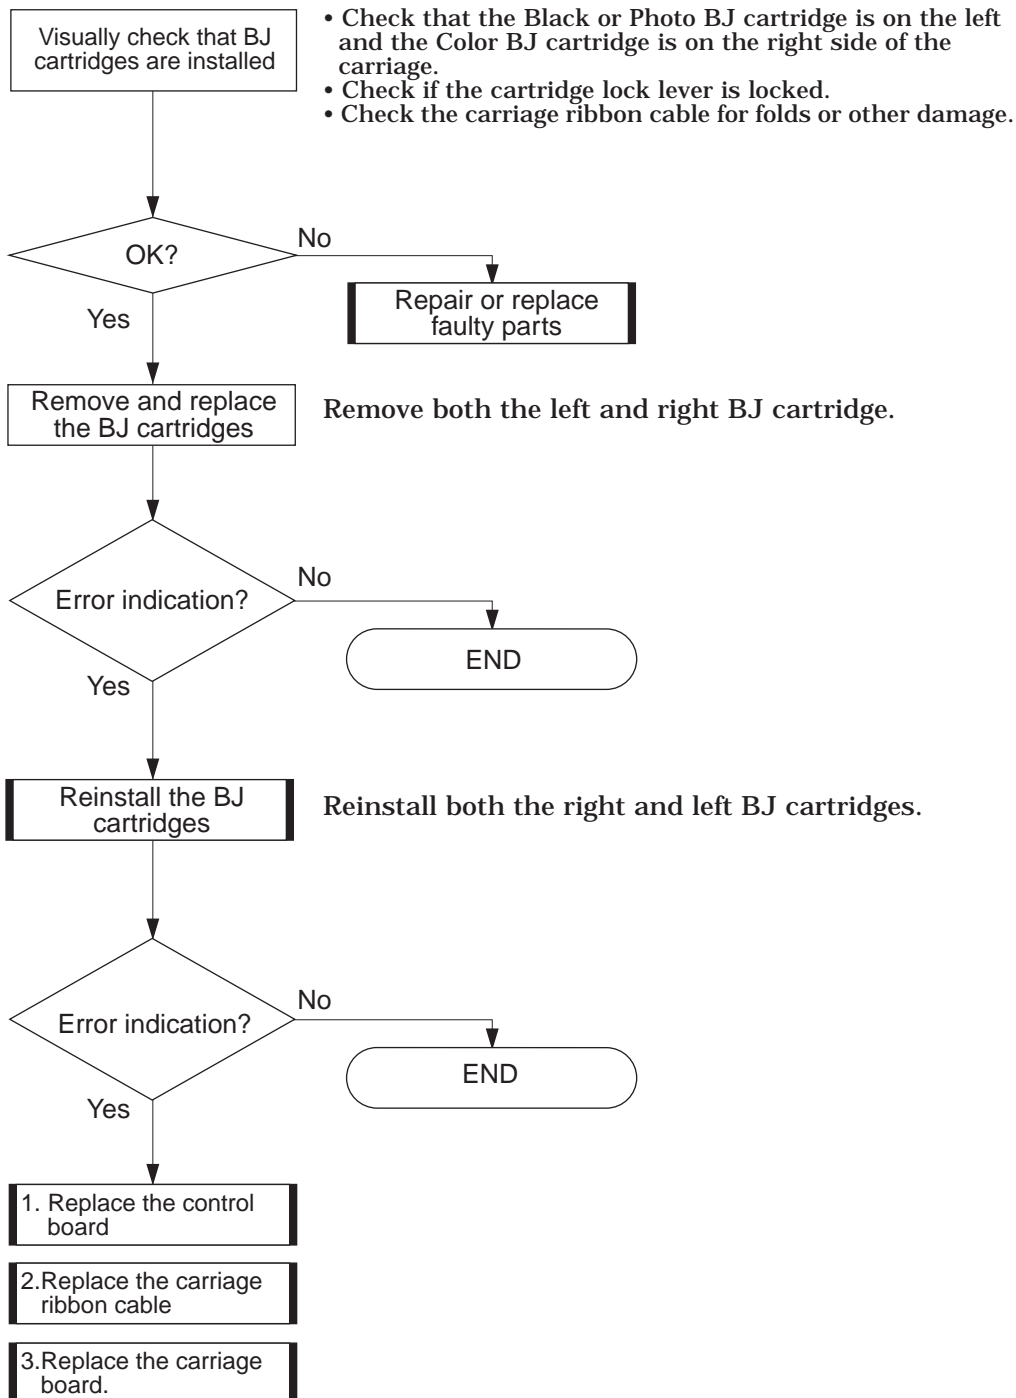 Visually check that BJ
cartridges are installed
• Check that the Black or Photo BJ cartridge is on the left
and the Color BJ cartridge is on the right side of the
carriage.
• Check if the cartridge lock lever is locked.
• Check the carriage ribbon cable for folds or other damage.
OK?
No
Repair or replace
faulty parts
Yes
Remove and replace
the BJ cartridges
Remove both the left and right BJ cartridge.
Error indication?
No
END
Yes
Reinstall the BJ
cartridges
Reinstall both the right and left BJ cartridges.
Error indication?
No
END
Yes
1. Replace the control
board
2.Replace the carriage
ribbon cable
3.Replace the carriage
board.